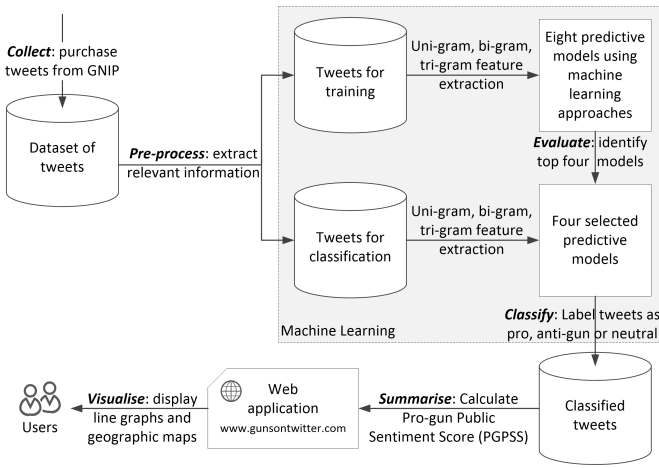 Collect: purchase
tweets from GNIP
Dataset of
tweets
Pre-process: extract
relevant information
Tweets for
training
Uni-gram, bi-gram,
tri-gram feature
extraction
Eight predictive
models using
machine
learning
approaches
Evaluate: identify
top four models
Tweets for
classification
Uni-gram, bi-gram,
tri-gram feature
extraction
Four selected
predictive
models
Machine Learning
Classify: Label tweets as
pro, anti-gun or neutral
Classified
tweets
Summarise: Calculate
Pro-gun Public
Sentiment Score (PGPSS)
Web
application
www.gunsontwitter.com
Visualise: display
line graphs and
geographic maps
Users